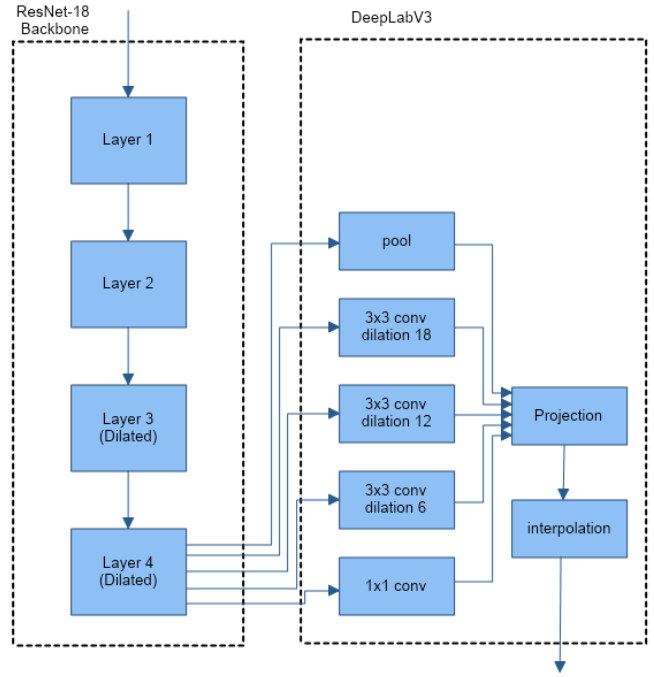 ResNet-18
Backbone
Layer 1
Layer 2
Layer 3
(Dilated)
Layer 4
(Dilated)
DeepLabV3
pool
3x3 conv
dilation 18
3x3 conv
dilation 12
3x3 conv
dilation 6
1x1 conv
Projection
interpolation